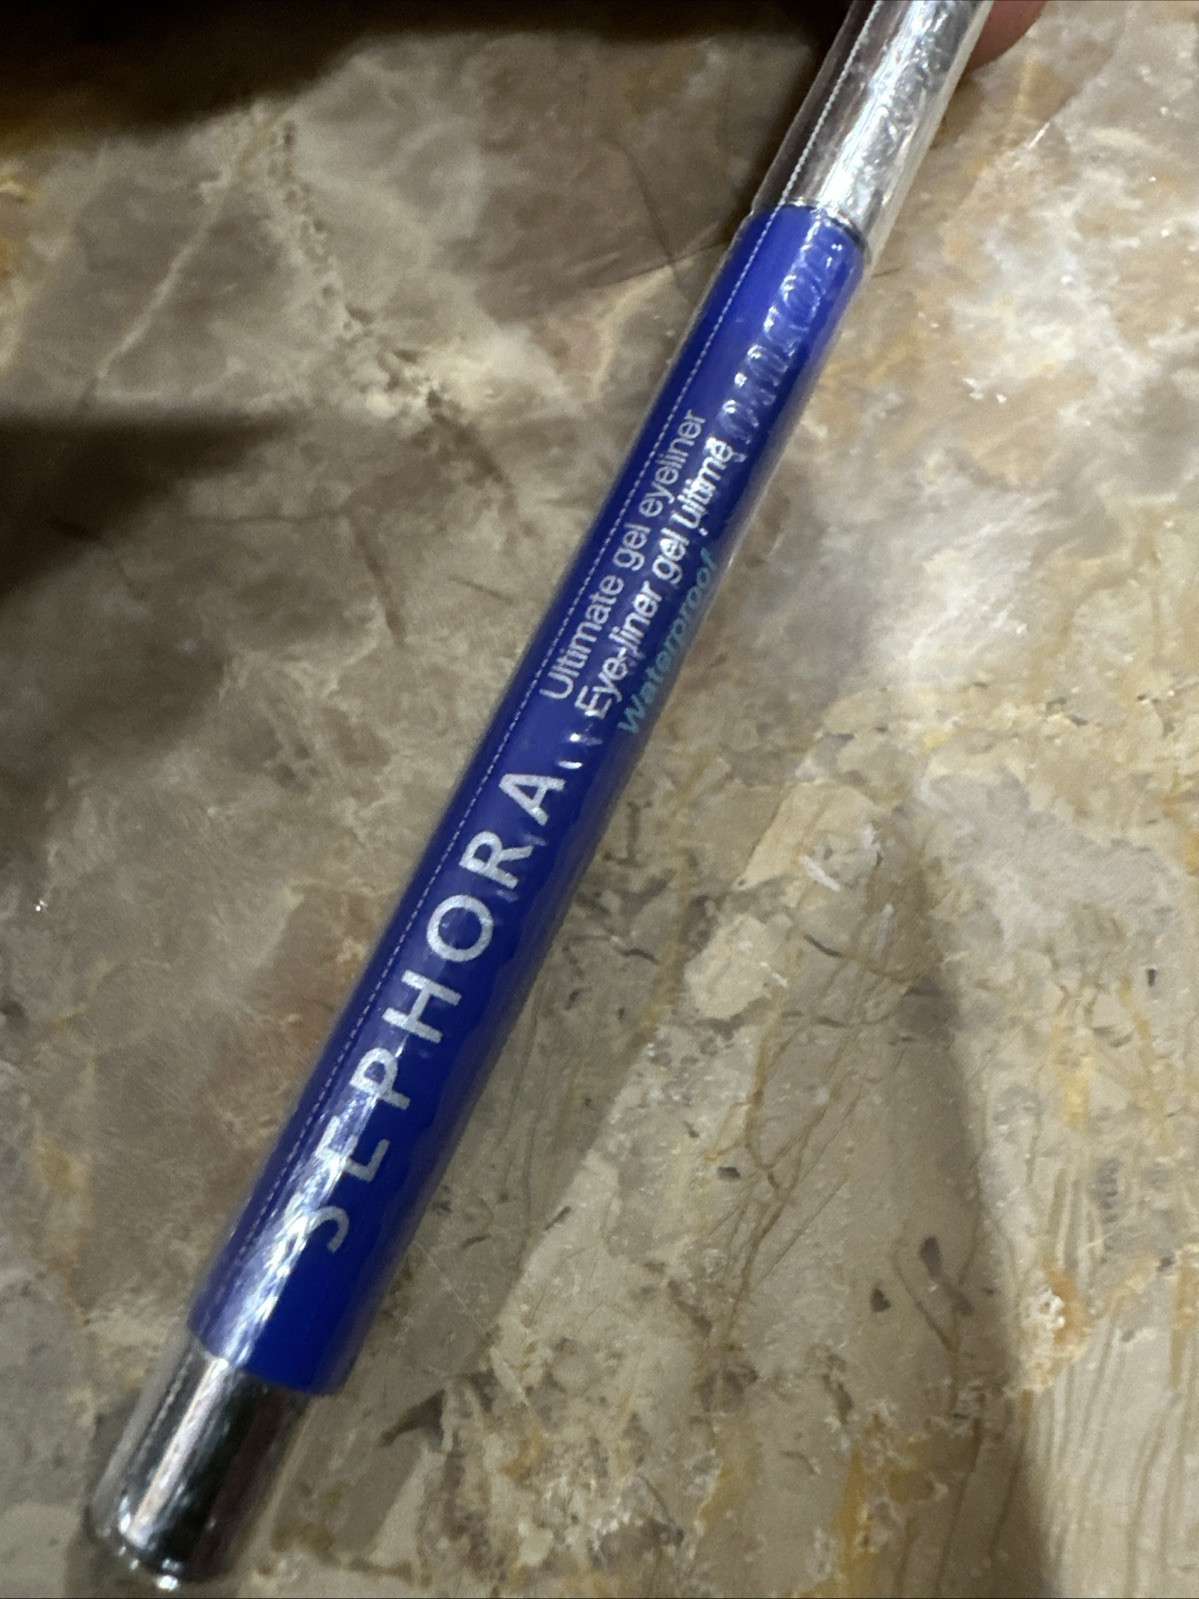 SEPHORA
Ultimate gel eyeliner
Eye-liner gel ultime
Waterproof